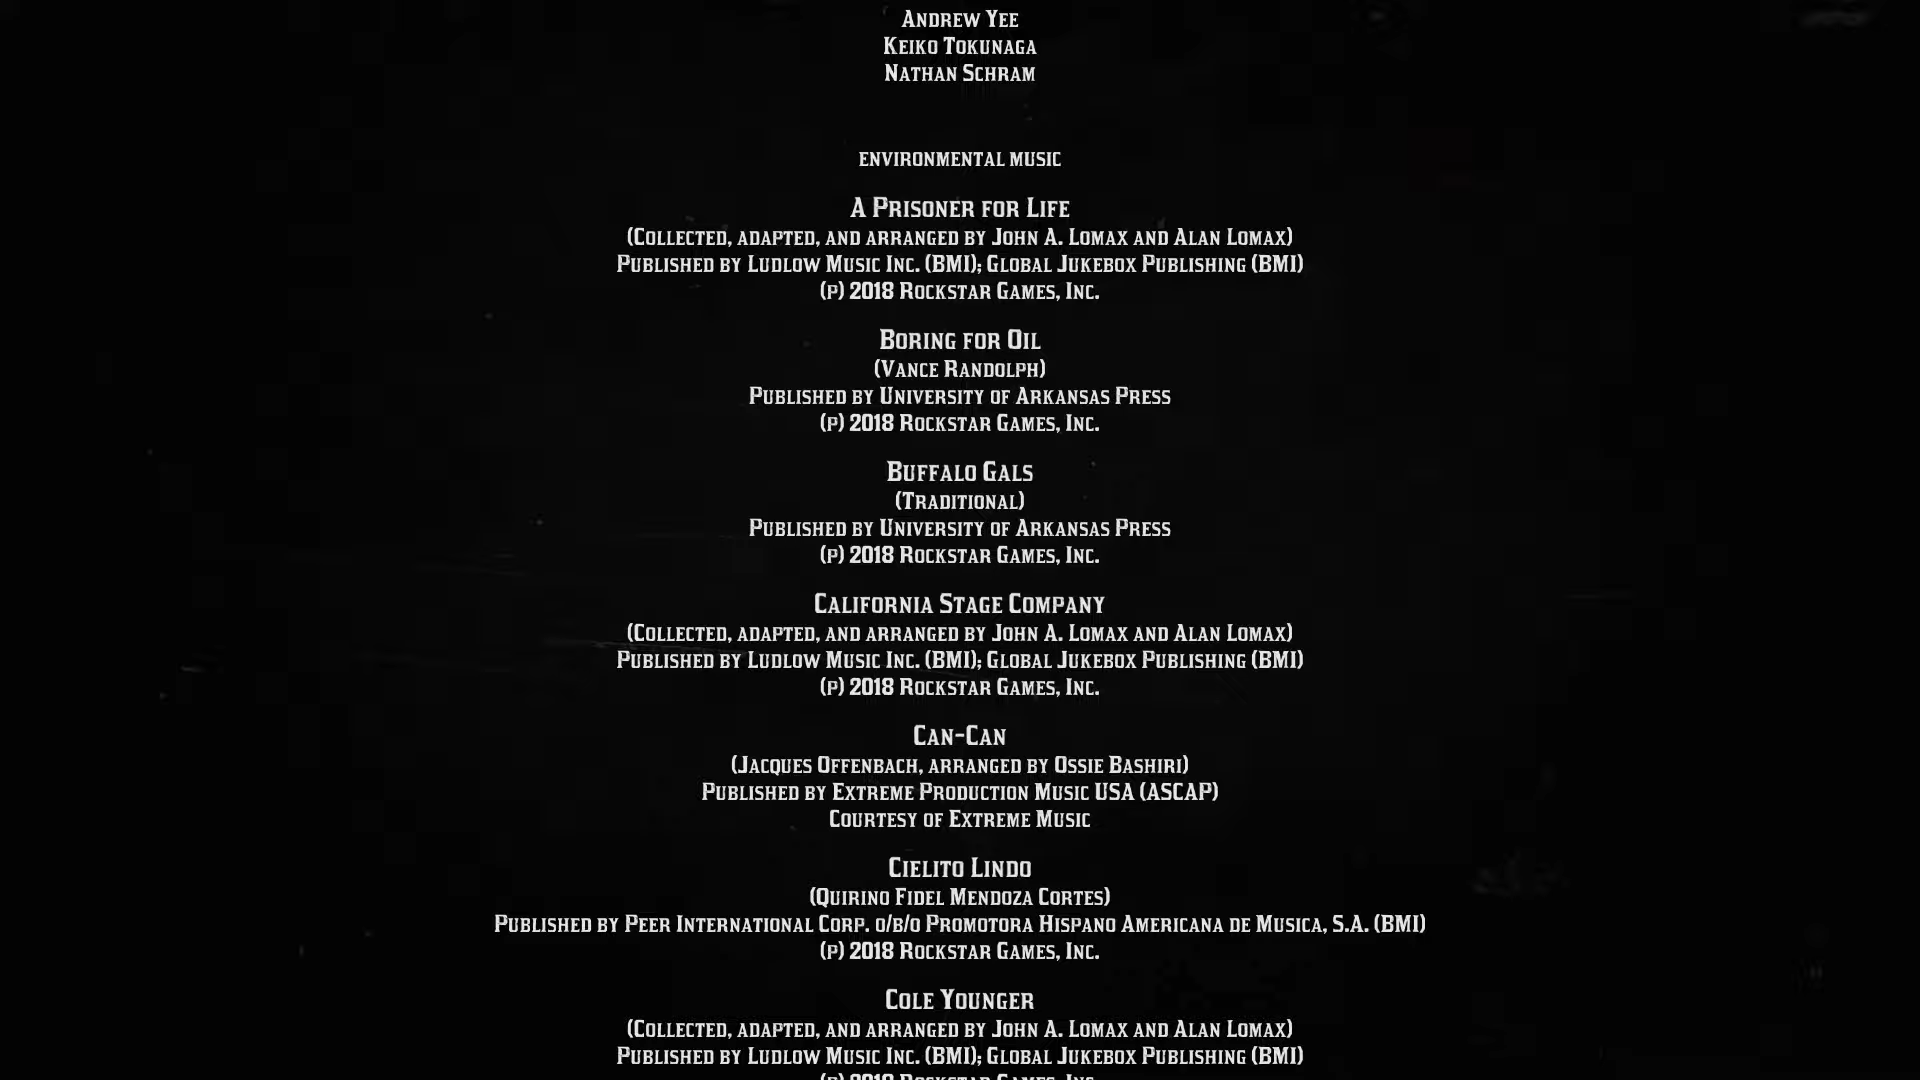 Andrew Yee
Keiko Tokunaga
Nathan Schram
ENVIRONMENTAL MUSIC
A Prisoner for Life
(Collected, adapted, and arranged by John A. Lomax and Alan Lomax)
Published by Ludlow Music Inc. (BMI); Global Jukebox Publishing (BMI)
(P) 2018 Rockstar Games, Inc.
Boring for Oil
(Vance Randolph)
Published by University of Arkansas Press
(P) 2018 Rockstar Games, Inc.
Buffalo Gals
(Traditional)
Published by University of Arkansas Press
(P) 2018 Rockstar Games, Inc.
California Stage Company
(Collected, adapted, and arranged by John A. Lomax and Alan Lomax)
Published by Ludlow Music Inc. (BMI); Global Jukebox Publishing (BMI)
(P) 2018 Rockstar Games, Inc.
Can-Can
(Jacques Offenbach, arranged by Ossie Bashiri)
Published by Extreme Production Music USA (ASCAP)
Courtesy of Extreme Music
Cielito Lindo
(Quirino Fidel Mendoza Cortes)
Published by Peer International Corp. o/b/o Promotora Hispano Americana de Musica, S.A. (BMI)
(P) 2018 Rockstar Games, Inc.
Cole Younger
(Collected, adapted, and arranged by John A. Lomax and Alan Lomax)
Published by Ludlow Music Inc. (BMI); Global Jukebox Publishing (BMI)
(P) 2018 Rockstar Games, Inc.